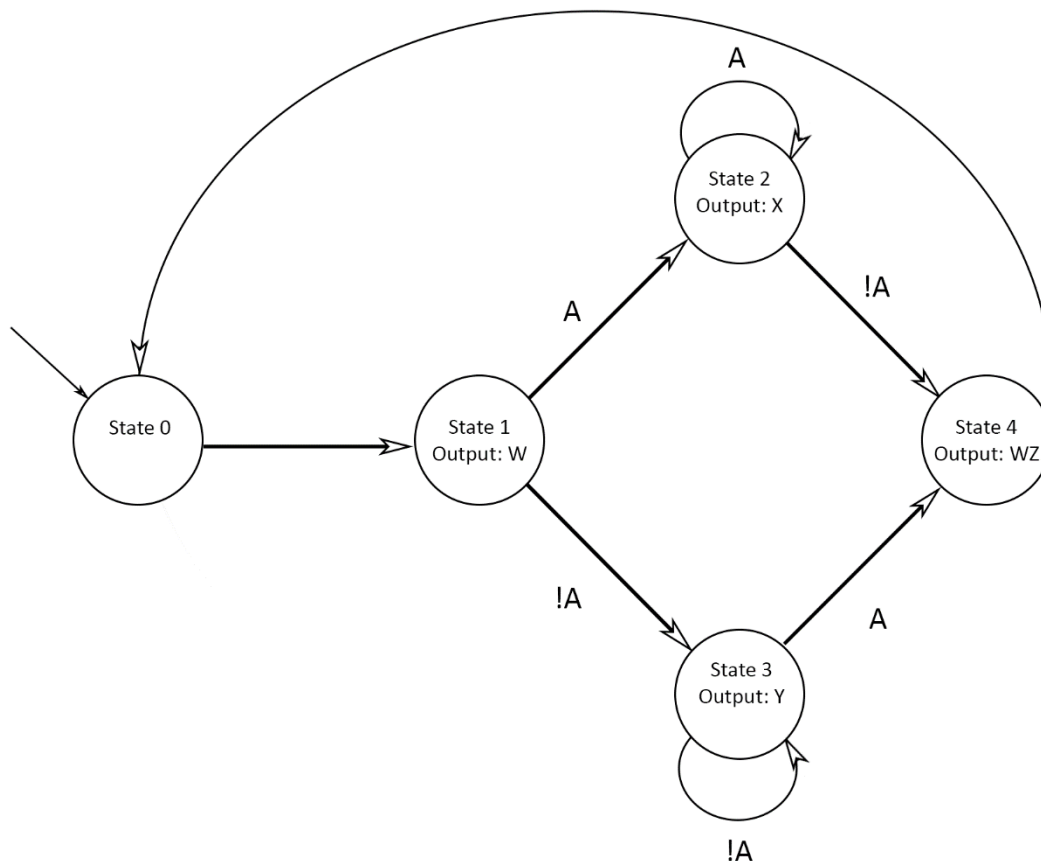 A
State 2
Output: X
!A
A
State 0
State 1
Output: W
State 4
Output: WZ
!A
A
State 3
Output: Y
!A